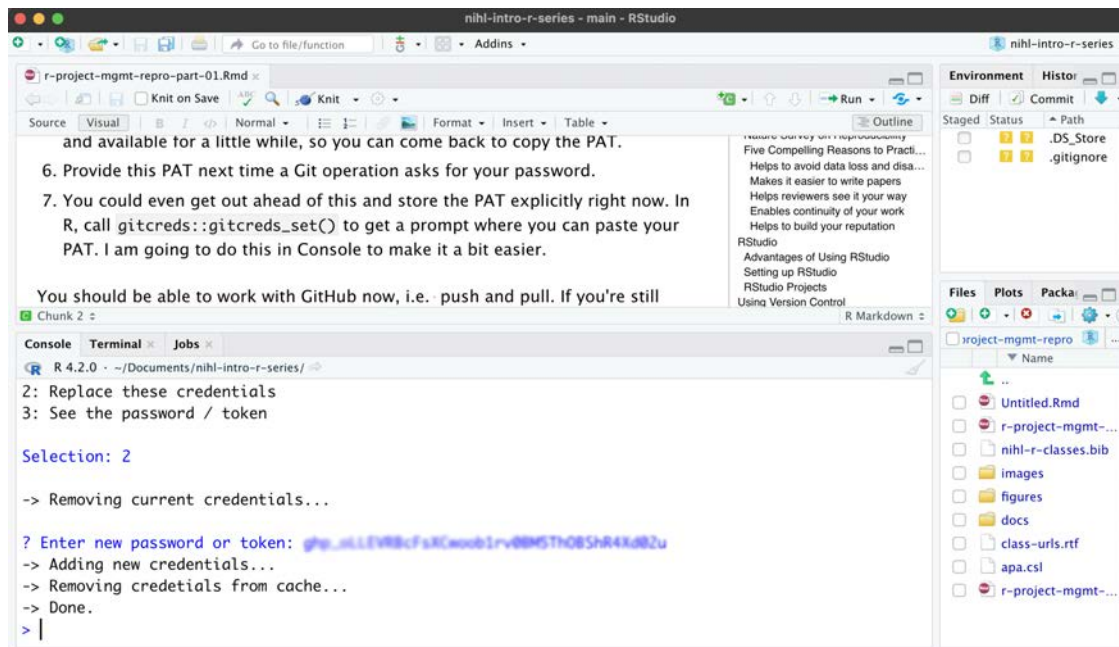 nihl-intro-r-series - main - RStudio
Go to file/function
Addins
nihl-intro-r-series
r-project-mgmt-repro-part-01.Rmd
Knit on Save
ABC
Knit
Run
Source Visual B I </> Normal Format Insert Table Outline
and available for a little while, so you can come back to copy the PAT.
6. Provide this PAT next time a Git operation asks for your password.
7. You could even get out ahead of this and store the PAT explicitly right now. In
R, call gitcreds::gitcreds_set() to get a prompt where you can paste your
PAT. I am going to do this in Console to make it a bit easier.
You should be able to work with GitHub now, i.e. push and pull. If you're still
Nature Survey on Reproducibility
Five Compelling Reasons to Practi...
Helps to avoid data loss and disa...
Makes it easier to write papers
Helps reviewers see it your way
Enables continuity of your work
Helps to build your reputation
RStudio
Advantages of Using RStudio
Setting up RStudio
RStudio Projects
Using Version Control
Chunk 2
R Markdown
Console Terminal Jobs
R 4.2.0 · ~/Documents/nihl-intro-r-series/
2: Replace these credentials
3: See the password / token
Selection: 2
-> Removing current credentials...
? Enter new password or token:
-> Adding new credentials...
-> Removing credetials from cache...
-> Done.
>
Environment Histor
Diff Commit
Staged Status Path
? ? .DS_Store
? ? .gitignore
Files Plots Packa
project-mgmt-repro
Name
..
Untitled.Rmd
r-project-mgmt-...
nihl-r-classes.bib
images
figures
docs
class-urls.rtf
apa.csl
r-project-mgmt-...